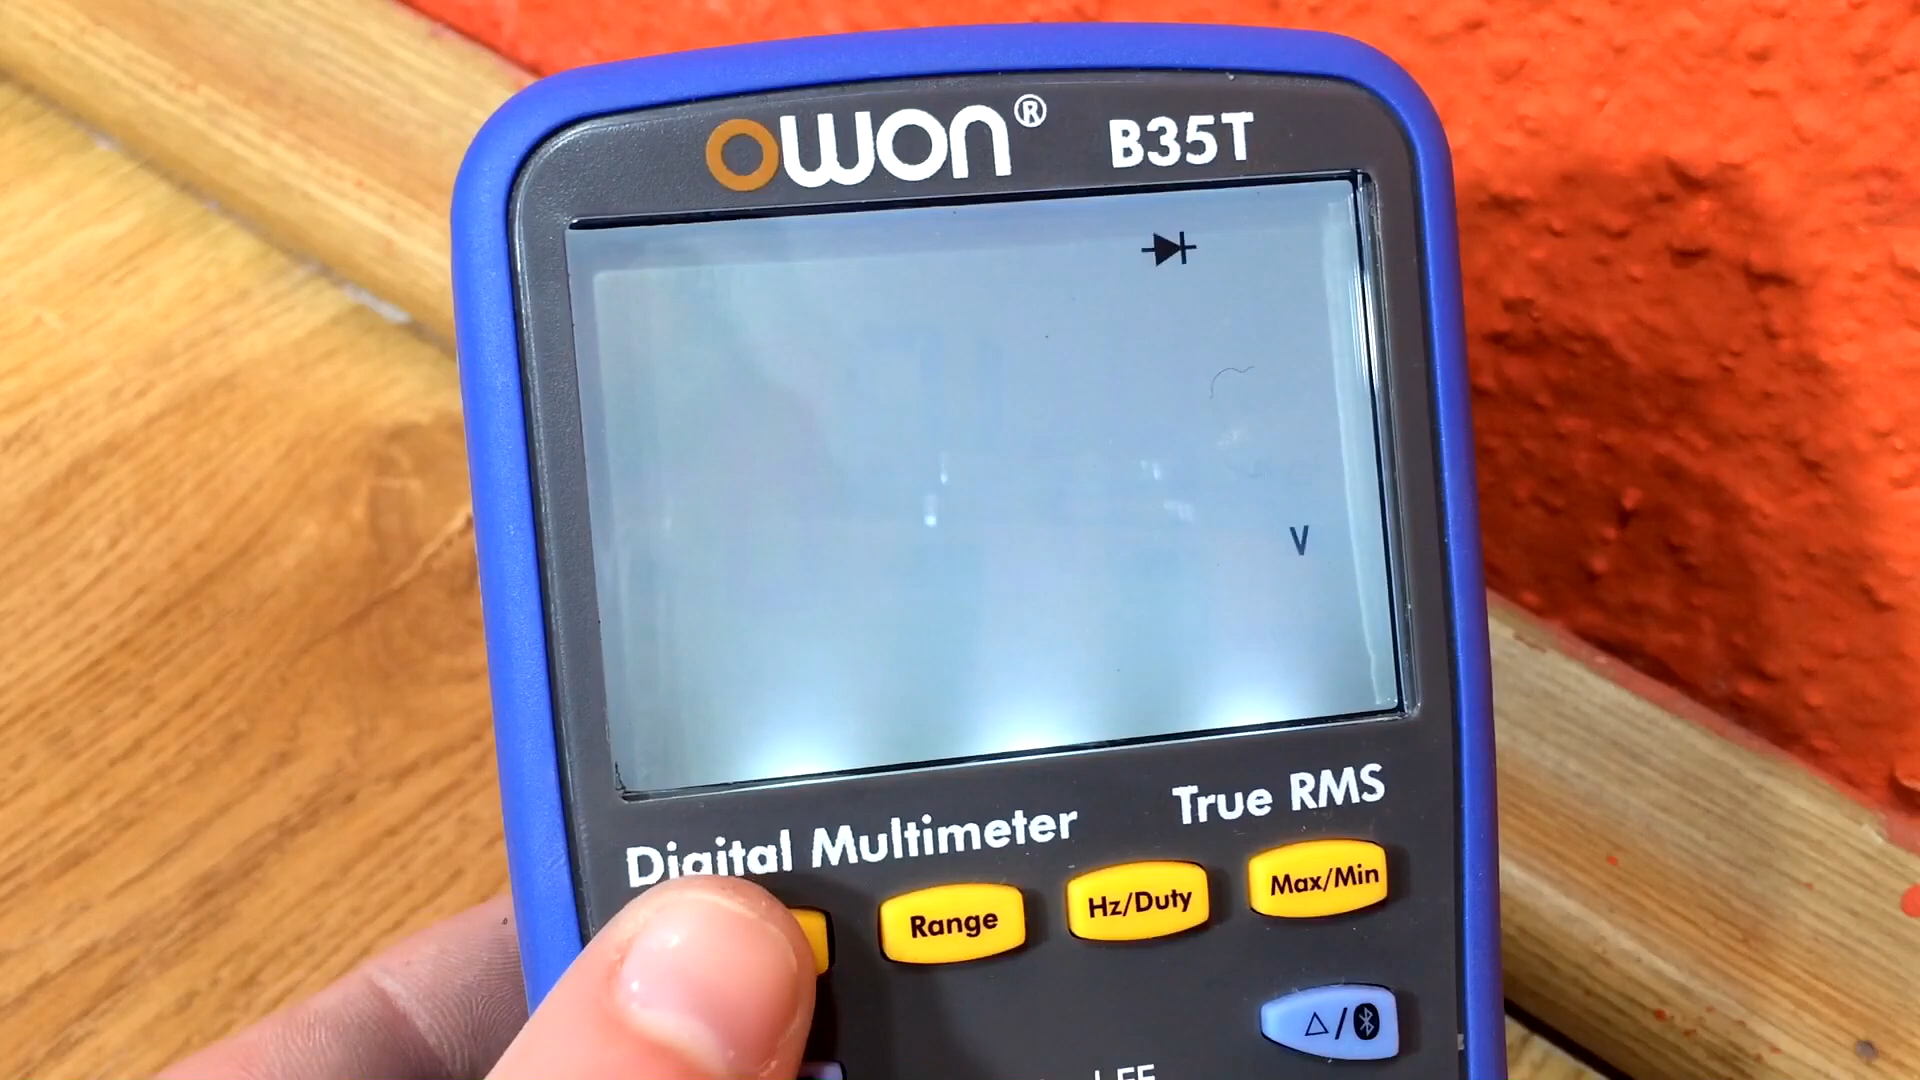 OWON® B35T
V
True RMS
Digital Multimeter
Range
Hz/Duty
Max/Min
△/